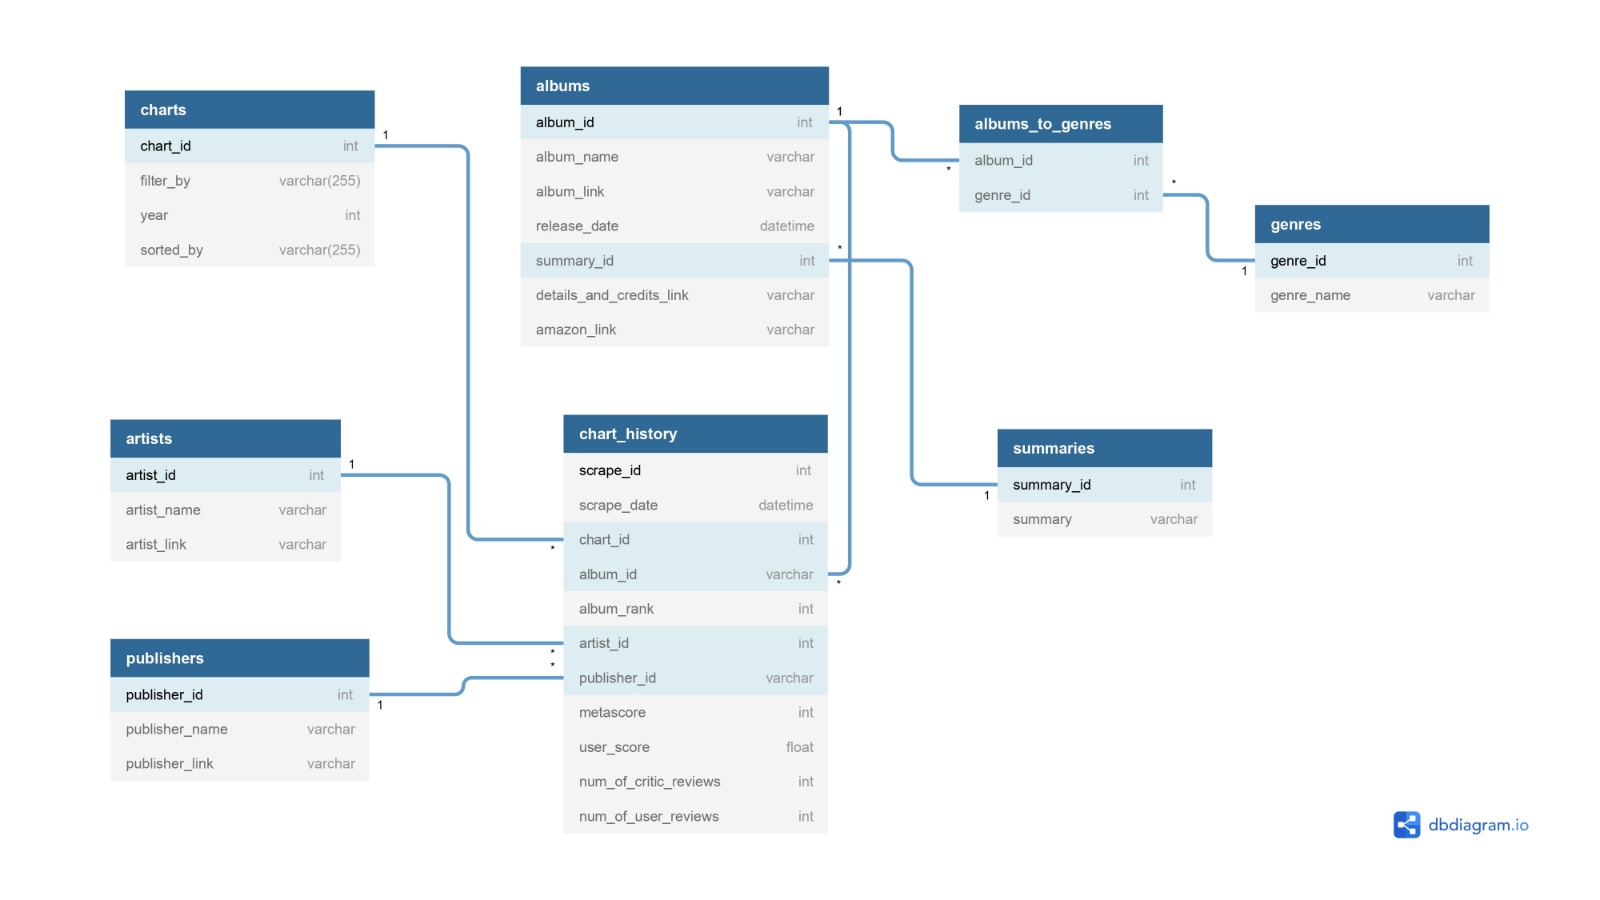 charts
chart_id int
filter_by varchar(255)
year int
sorted_by varchar(255)
albums
album_id int
album_name varchar
album_link varchar
release_date datetime
summary_id int
details_and_credits_link varchar
amazon_link varchar
albums_to_genres
album_id int
genre_id int
genres
genre_id int
genre_name varchar
artists
artist_id int
artist_name varchar
artist_link varchar
chart_history
scrape_id int
scrape_date datetime
chart_id int
album_id varchar
album_rank int
artist_id int
publisher_id varchar
metascore int
user_score float
num_of_critic_reviews int
num_of_user_reviews int
summaries
summary_id int
summary varchar
publishers
publisher_id int
publisher_name varchar
publisher_link varchar
1
*
1
*
1
*
1
*
*
1
*
1
*
1
dbdiagram.io